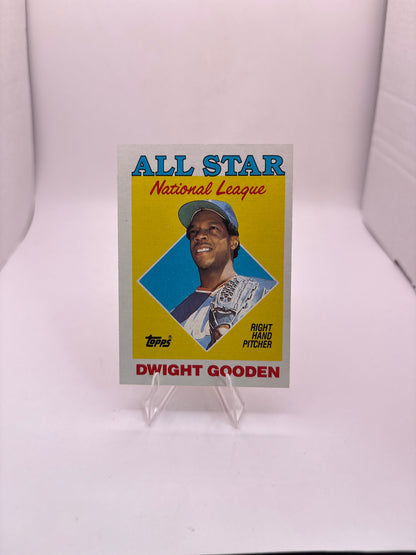 ALL STAR
National League
Topps®
RIGHT
HAND
PITCHER
DWIGHT GOODEN